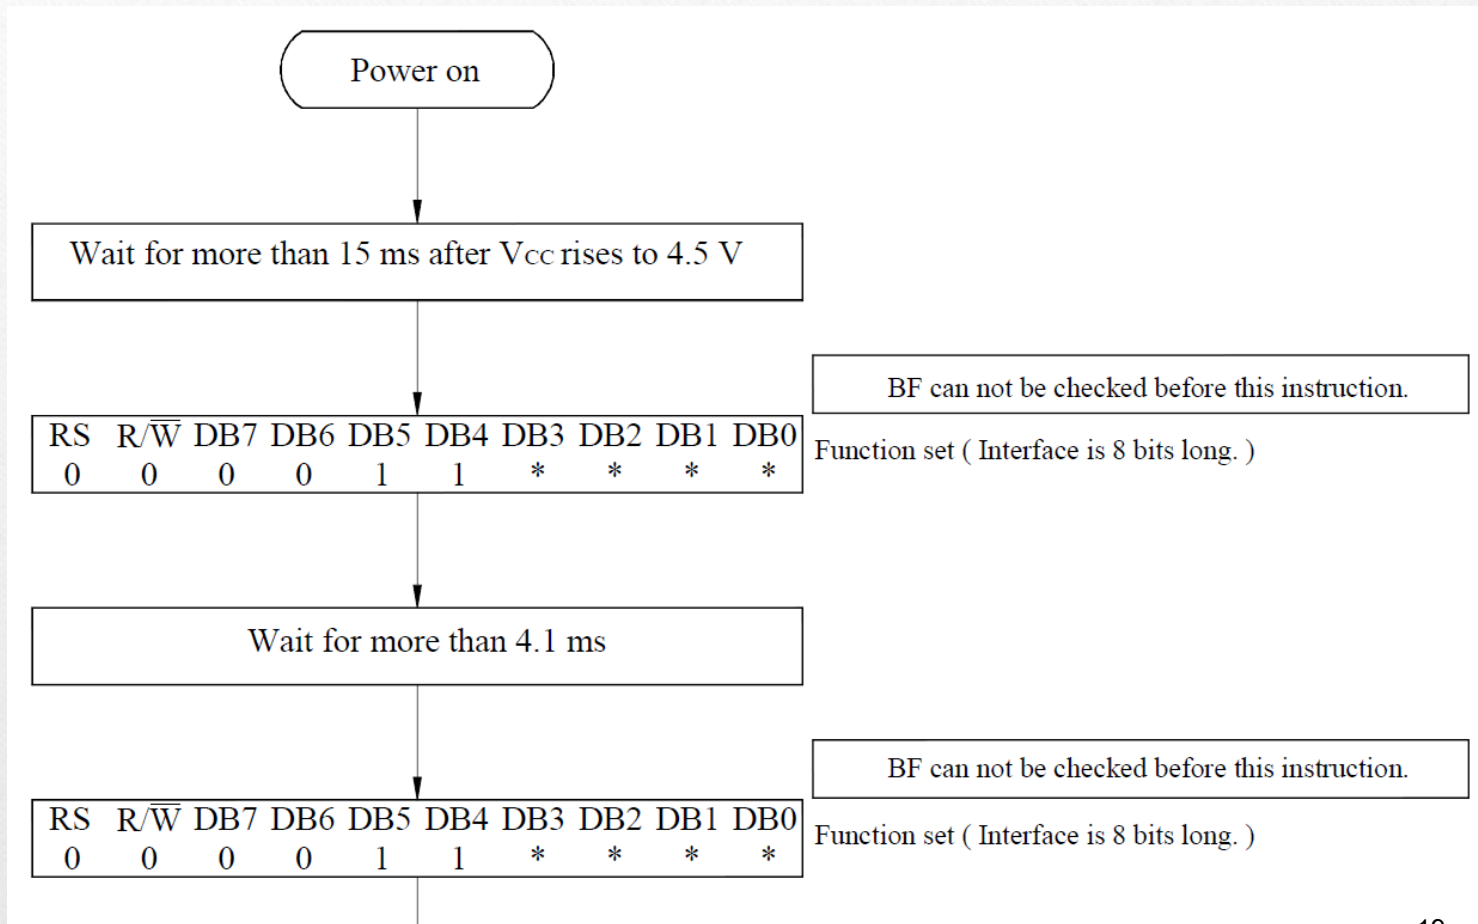 Power on
Wait for more than 15 ms after Vcc rises to 4.5 V
BF can not be checked before this instruction.
RS R/W̅ DB7 DB6 DB5 DB4 DB3 DB2 DB1 DB0
0 0 0 0 1 1 * * * *
Function set ( Interface is 8 bits long. )
Wait for more than 4.1 ms
BF can not be checked before this instruction.
RS R/W̅ DB7 DB6 DB5 DB4 DB3 DB2 DB1 DB0
0 0 0 0 1 1 * * * *
Function set ( Interface is 8 bits long. )